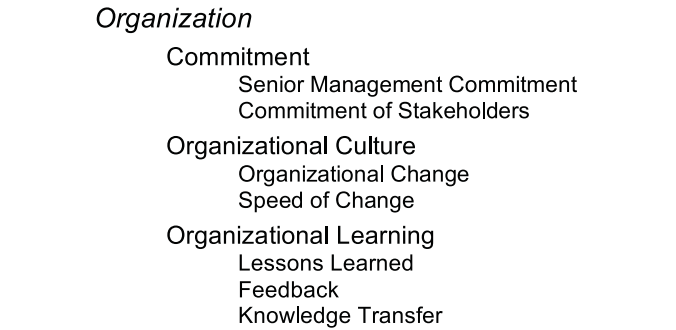 Organization
Commitment
Senior Management Commitment
Commitment of Stakeholders
Organizational Culture
Organizational Change
Speed of Change
Organizational Learning
Lessons Learned
Feedback
Knowledge Transfer